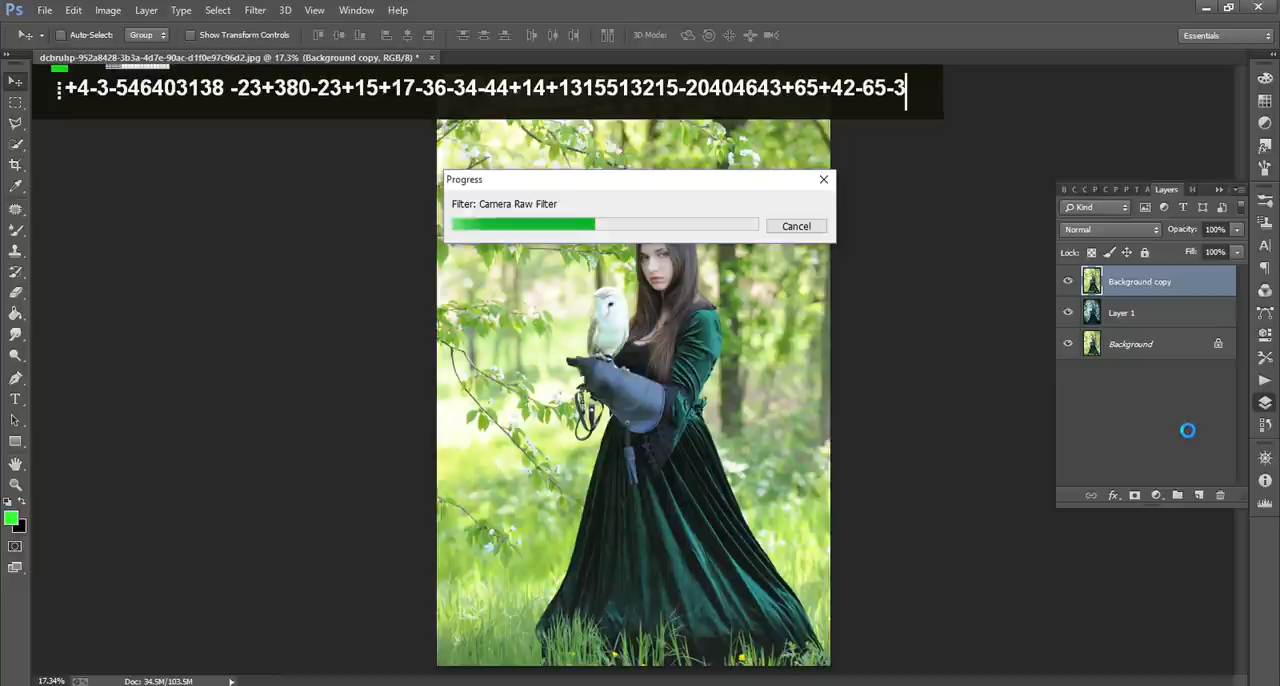 Ps File Edit Image Layer Type Select Filter 3D View Window Help
Auto-Select: Group Show Transform Controls 3D Mode: Essentials
dcbruhp-952a8428-3b3a-4d7e-90ac-d1f0e97c96d2.jpg @ 17.3% (Background copy, RGB/8) *
+4-3-546403138 -23+380-23+15+17-36-34-44+14+1315513215-20404643+65+42-65-3
Progress
Filter: Camera Raw Filter
Cancel
B C C P C P P T A Layers H
Kind
Normal Opacity: 100%
Lock: Fill: 100%
Background copy
Layer 1
Background
17.34% Doc: 34.5M/103.5M